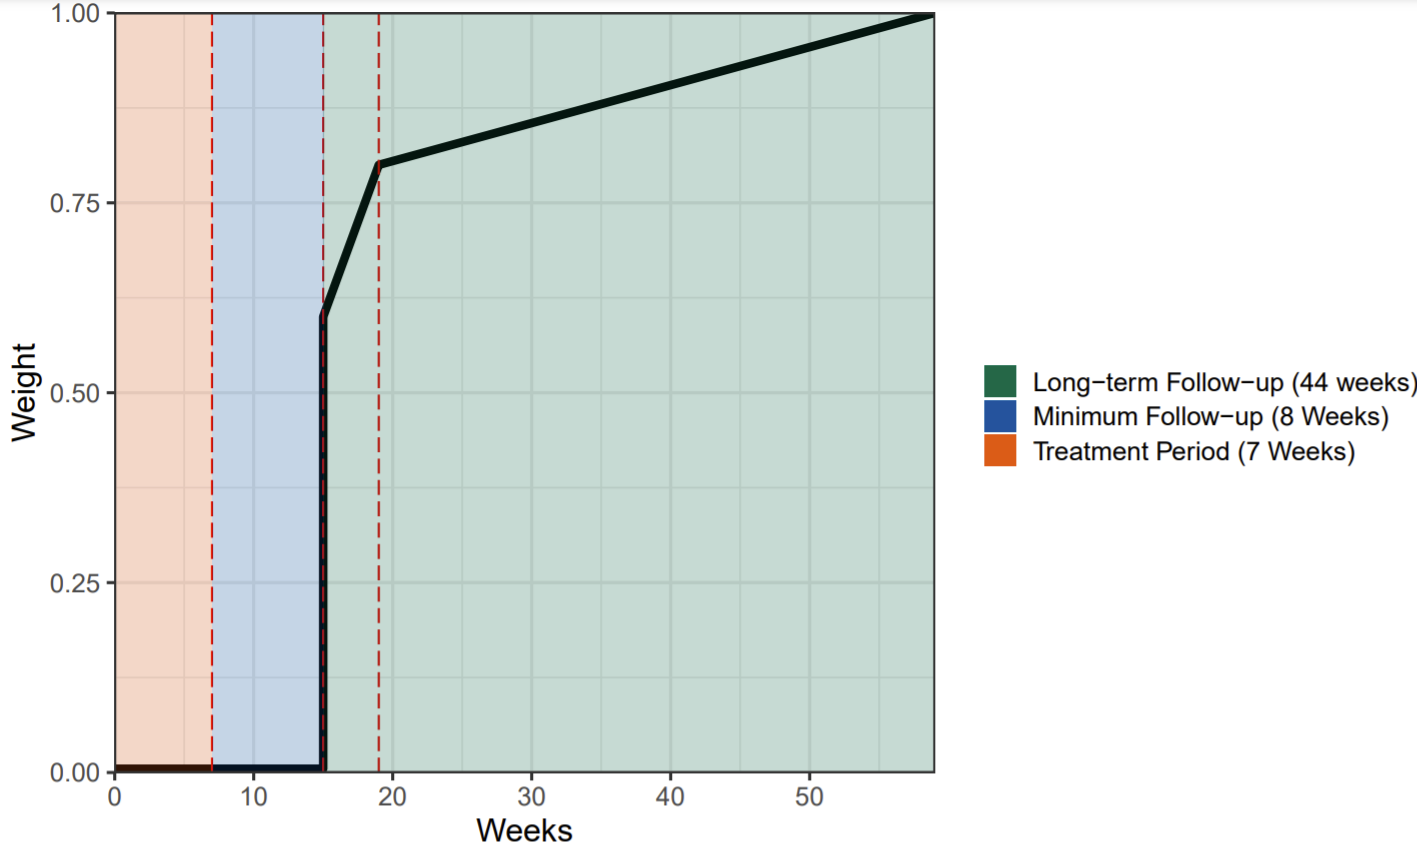 1.00
0.75
0.50
0.25
0.00
Weight
0 10 20 30 40 50
Weeks
Long−term Follow−up (44 weeks)
Minimum Follow−up (8 Weeks)
Treatment Period (7 Weeks)